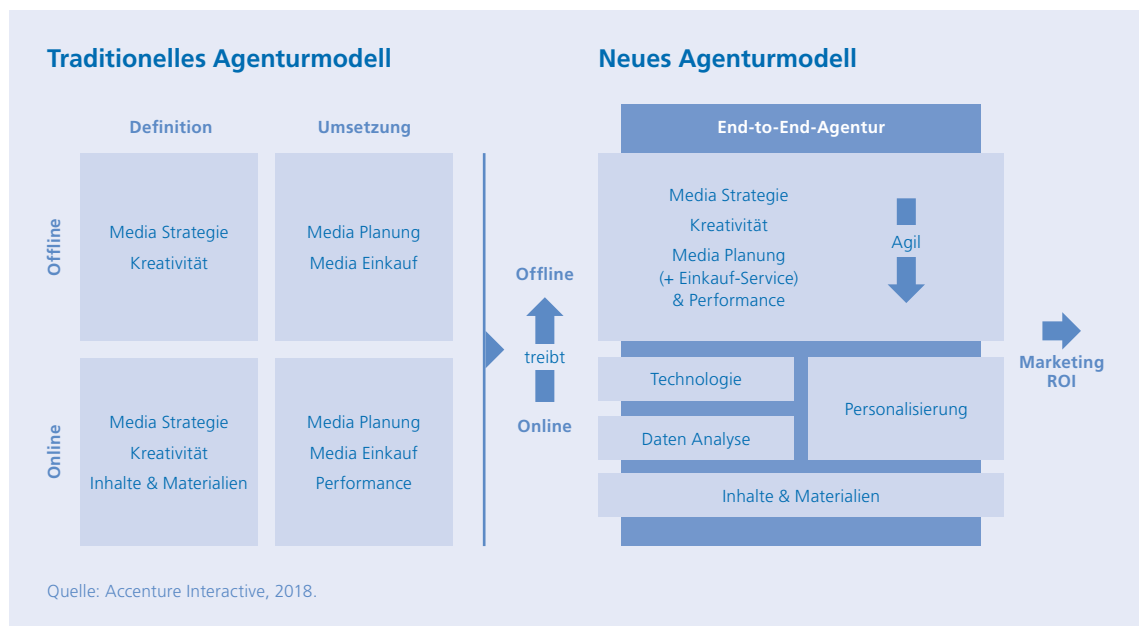 Traditionelles Agenturmodell
Definition
Umsetzung
Offline
Media Strategie
Kreativität
Media Planung
Media Einkauf
Online
Media Strategie
Kreativität
Inhalte & Materialien
Media Planung
Media Einkauf
Performance
Offline
treibt
Online
Neues Agenturmodell
End-to-End-Agentur
Media Strategie
Kreativität
Media Planung
(+ Einkauf-Service)
& Performance
Agil
Technologie
Daten Analyse
Personalisierung
Inhalte & Materialien
Marketing
ROI
Quelle: Accenture Interactive, 2018.